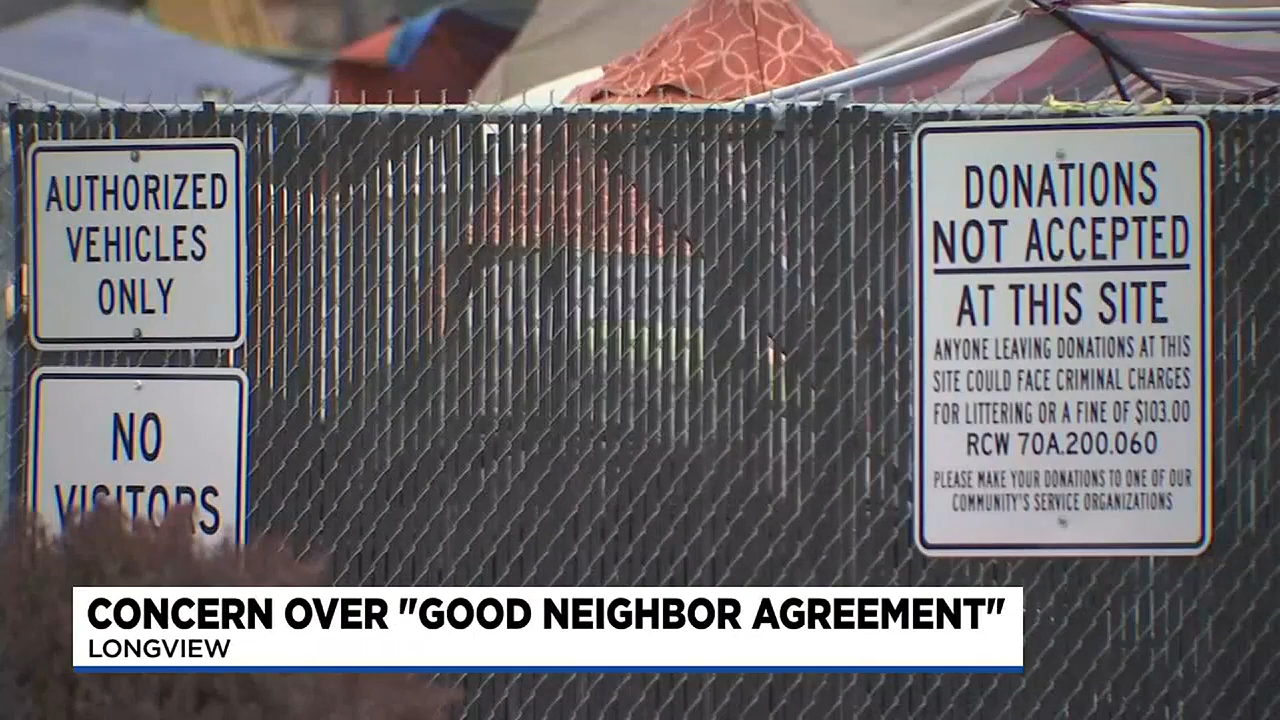 AUTHORIZED
VEHICLES
ONLY
NO
VISITORS
DONATIONS
NOT ACCEPTED
AT THIS SITE
ANYONE LEAVING DONATIONS AT THIS
SITE COULD FACE CRIMINAL CHARGES
FOR LITTERING OR A FINE OF $103.00
RCW 70A.200.060
PLEASE MAKE YOUR DONATIONS TO ONE OF OUR
COMMUNITY'S SERVICE ORGANIZATIONS
CONCERN OVER "GOOD NEIGHBOR AGREEMENT"
LONGVIEW